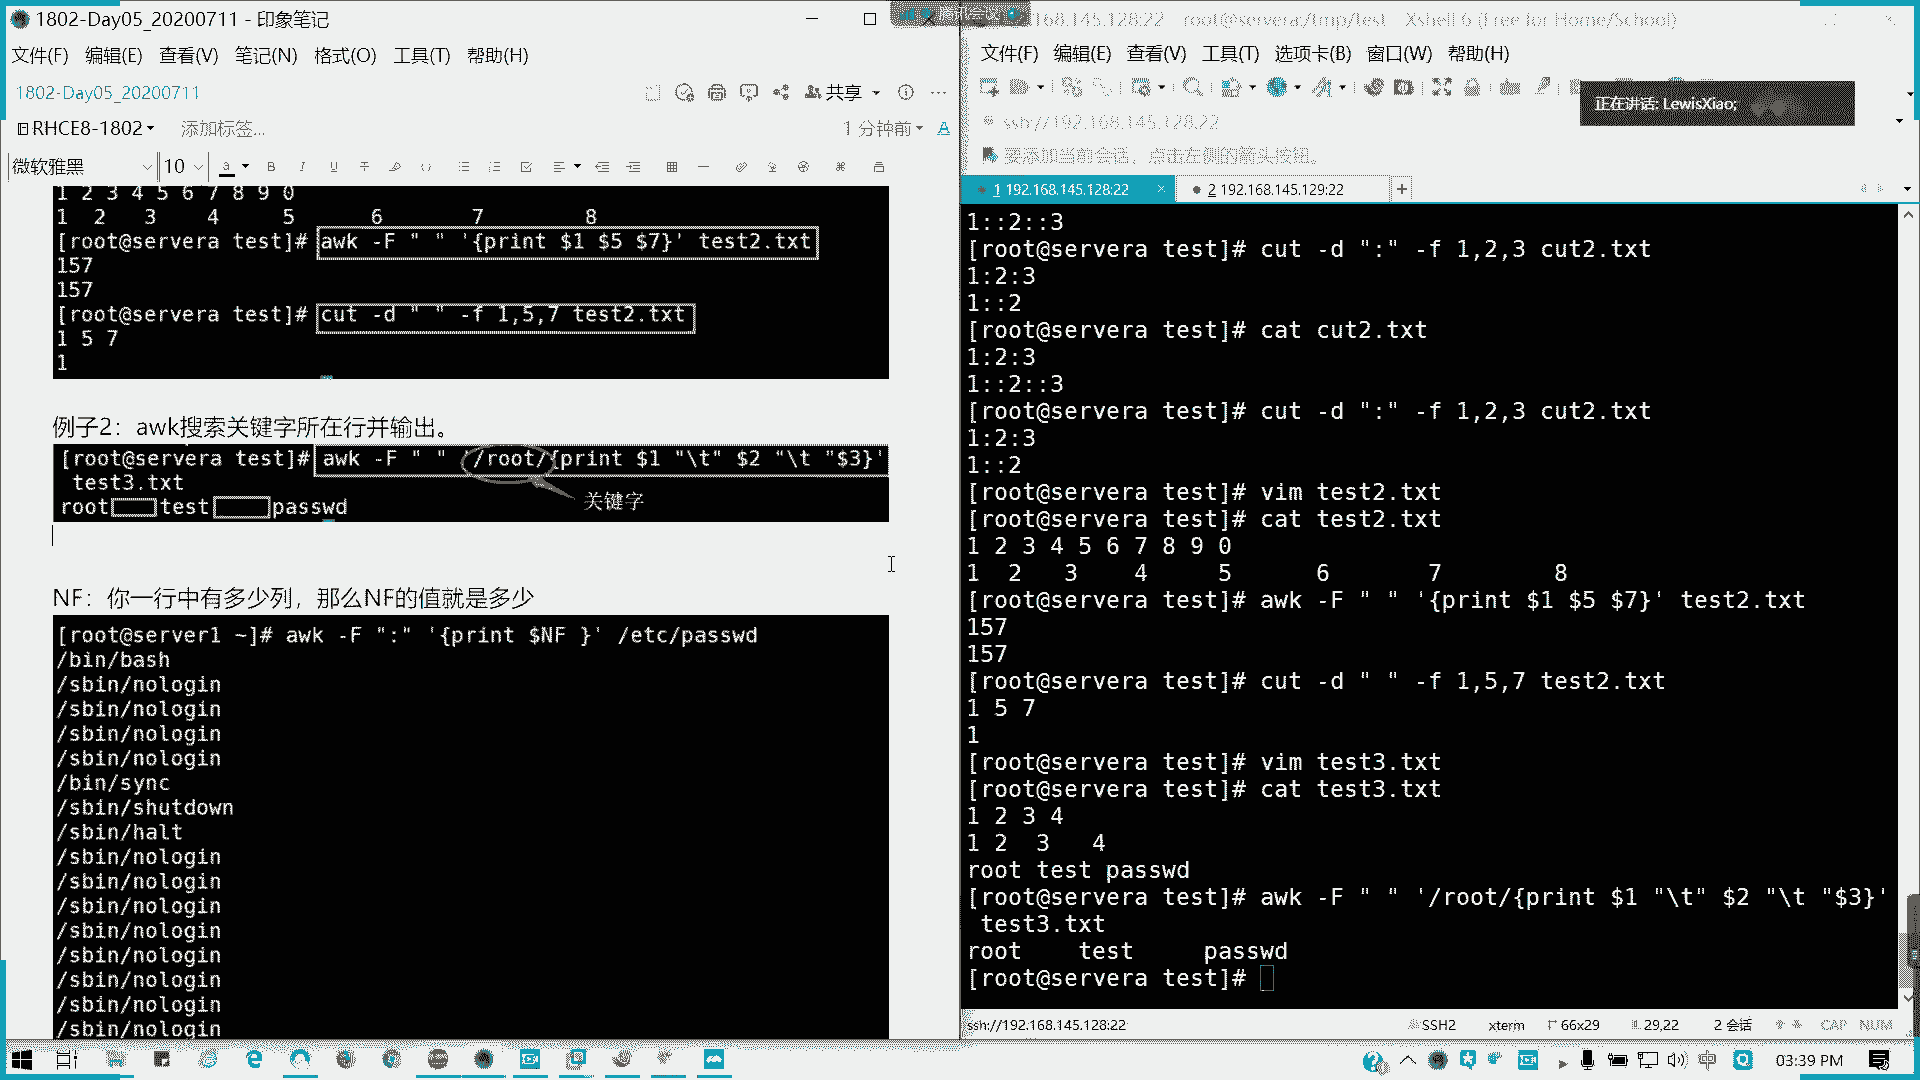 1802-Day05_20200711 - 印象笔记
文件(F) 编辑(E) 查看(V) 笔记(N) 格式(O) 工具(T) 帮助(H)
1802-Day05_20200711
共享
RHCE8-1802 添加标签...
1 分钟前
微软雅黑 10
1 2 3 4 5 6 7 8 9 0
1 2 3 4 5 6 7 8
[root@servera test]# awk -F " " '{print $1 $5 $7}' test2.txt
157
157
[root@servera test]# cut -d " " -f 1,5,7 test2.txt
1 5 7
1
例子2：awk搜索关键字所在行并输出。
[root@servera test]# awk -F " " '/root/{print $1 "\t" $2 "\t "$3}'
test3.txt
root test passwd
关键字
NF：你一行中有多少列，那么NF的值就是多少
[root@server1 ~]# awk -F ":" '{print $NF }' /etc/passwd
/bin/bash
/sbin/nologin
/sbin/nologin
/sbin/nologin
/sbin/nologin
/bin/sync
/sbin/shutdown
/sbin/halt
/sbin/nologin
/sbin/nologin
/sbin/nologin
/sbin/nologin
/sbin/nologin
/sbin/nologin
/sbin/nologin
/sbin/nologin
168.145.128:22 - root@servera:/tmp/test - Xshell 6 (Free for Home/School)
文件(F) 编辑(E) 查看(V) 工具(T) 选项卡(B) 窗口(W) 帮助(H)
正在讲话: LewisXiao;
ssh://192.168.145.128:22
要添加当前会话，点击左侧的箭头按钮。
1 192.168.145.128:22
2 192.168.145.129:22
1::2::3
[root@servera test]# cut -d ":" -f 1,2,3 cut2.txt
1:2:3
1::2
[root@servera test]# cat cut2.txt
1:2:3
1::2::3
[root@servera test]# cut -d ":" -f 1,2,3 cut2.txt
1:2:3
1::2
[root@servera test]# vim test2.txt
[root@servera test]# cat test2.txt
1 2 3 4 5 6 7 8 9 0
1 2 3 4 5 6 7 8
[root@servera test]# awk -F " " '{print $1 $5 $7}' test2.txt
157
157
[root@servera test]# cut -d " " -f 1,5,7 test2.txt
1 5 7
1
[root@servera test]# vim test3.txt
[root@servera test]# cat test3.txt
1 2 3 4
1 2 3 4
root test passwd
[root@servera test]# awk -F " " '/root/{print $1 "\t" $2 "\t "$3}'
test3.txt
root test passwd
[root@servera test]#
ssh://192.168.145.128:22
SSH2 xterm 66x29 29,22 2 会话 CAP NUM
中 03:39 PM